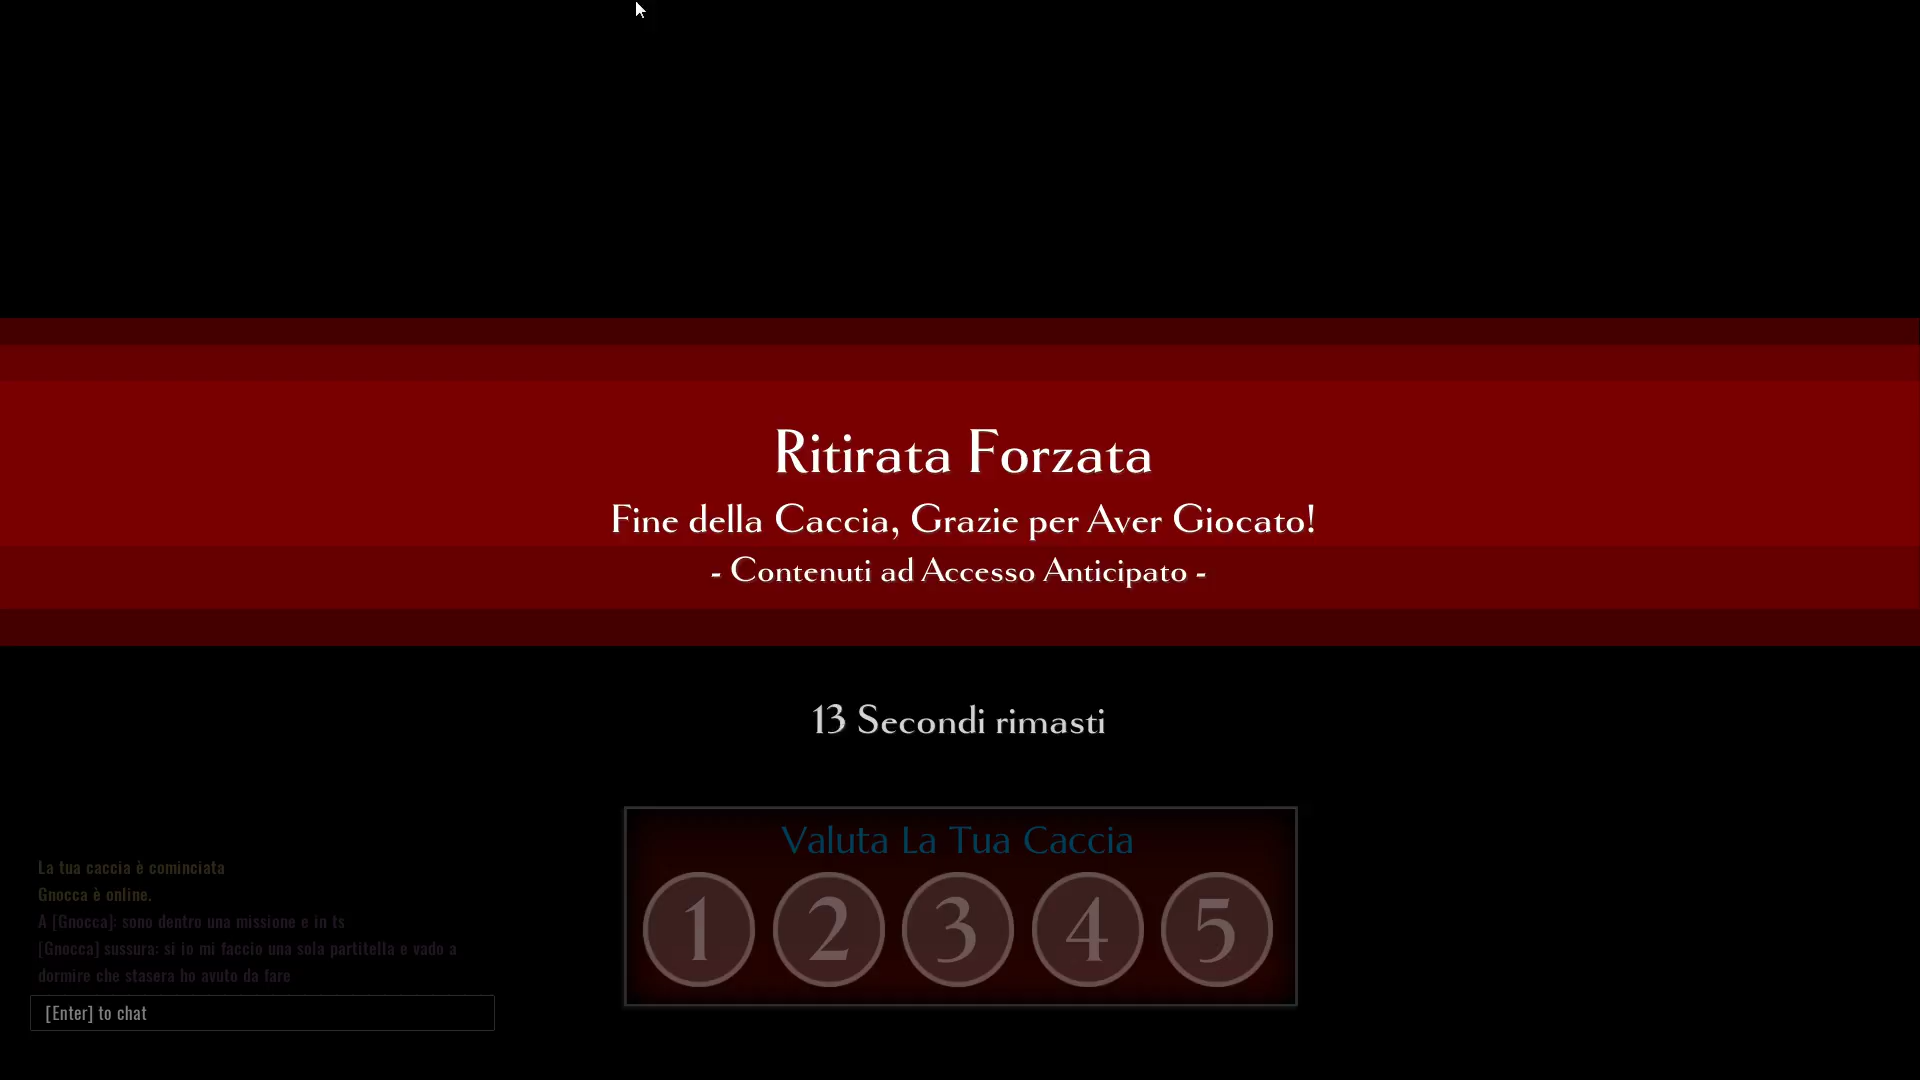 Ritirata Forzata
Fine della Caccia, Grazie per Aver Giocato!
- Contenuti ad Accesso Anticipato -
13 Secondi rimasti
Valuta La Tua Caccia
1 2 3 4 5
La tua caccia è cominciata
Gnocca è online.
A [Gnocca]: sono dentro una missione e in ts
[Gnocca] sussura: si io mi faccio una sola partitella e vado a
dormire che stasera ho avuto da fare
[Enter] to chat